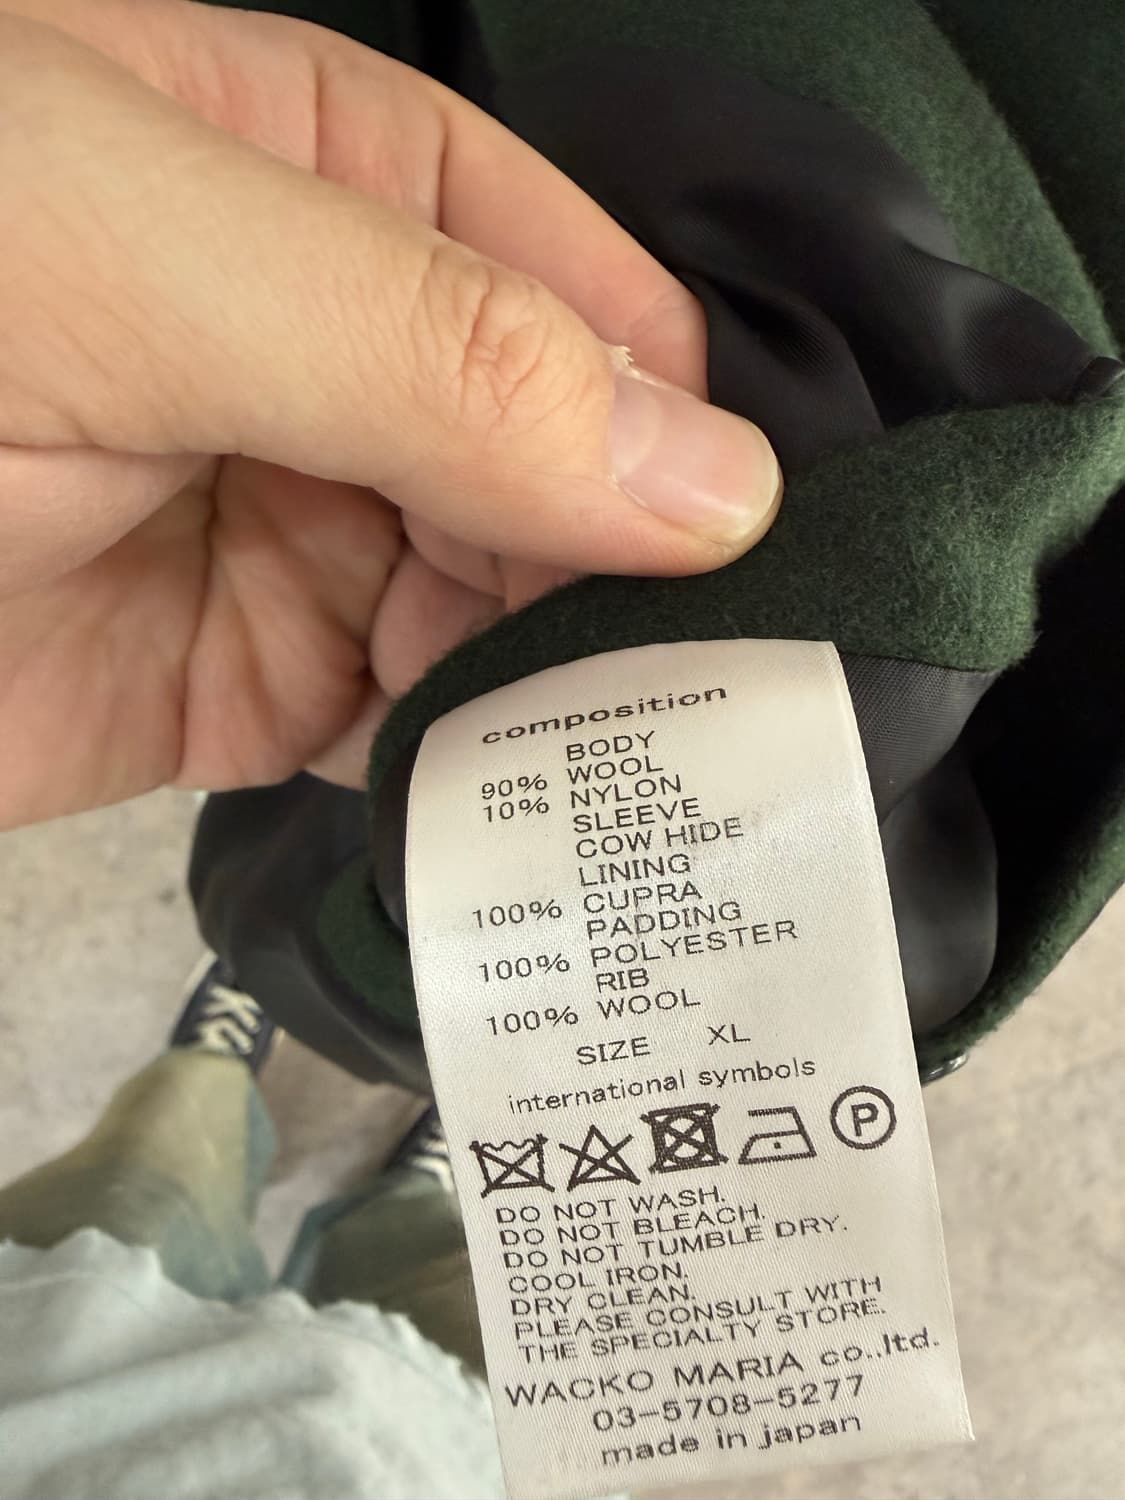 composition
BODY
90% WOOL
10% NYLON
SLEEVE
COW HIDE
LINING
100% CUPRA
PADDING
100% POLYESTER
RIB
100% WOOL
SIZE XL
international symbols
P
DO NOT WASH.
DO NOT BLEACH.
DO NOT TUMBLE DRY.
COOL IRON.
DRY CLEAN.
PLEASE CONSULT WITH
THE SPECIALTY STORE.
WACKO MARIA co.,ltd.
03-5708-5277
made in japan